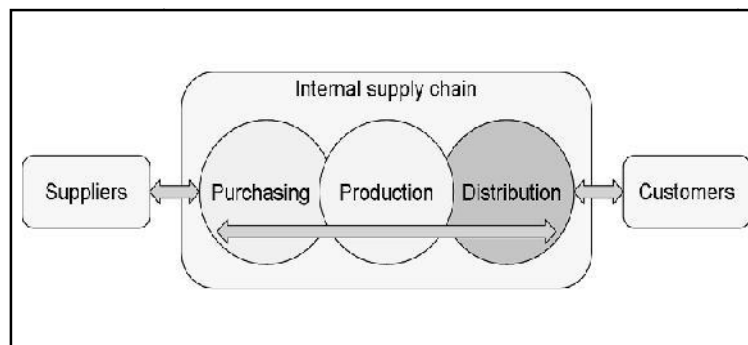 Internal supply chain
Suppliers
Purchasing
Production
Distribution
Customers